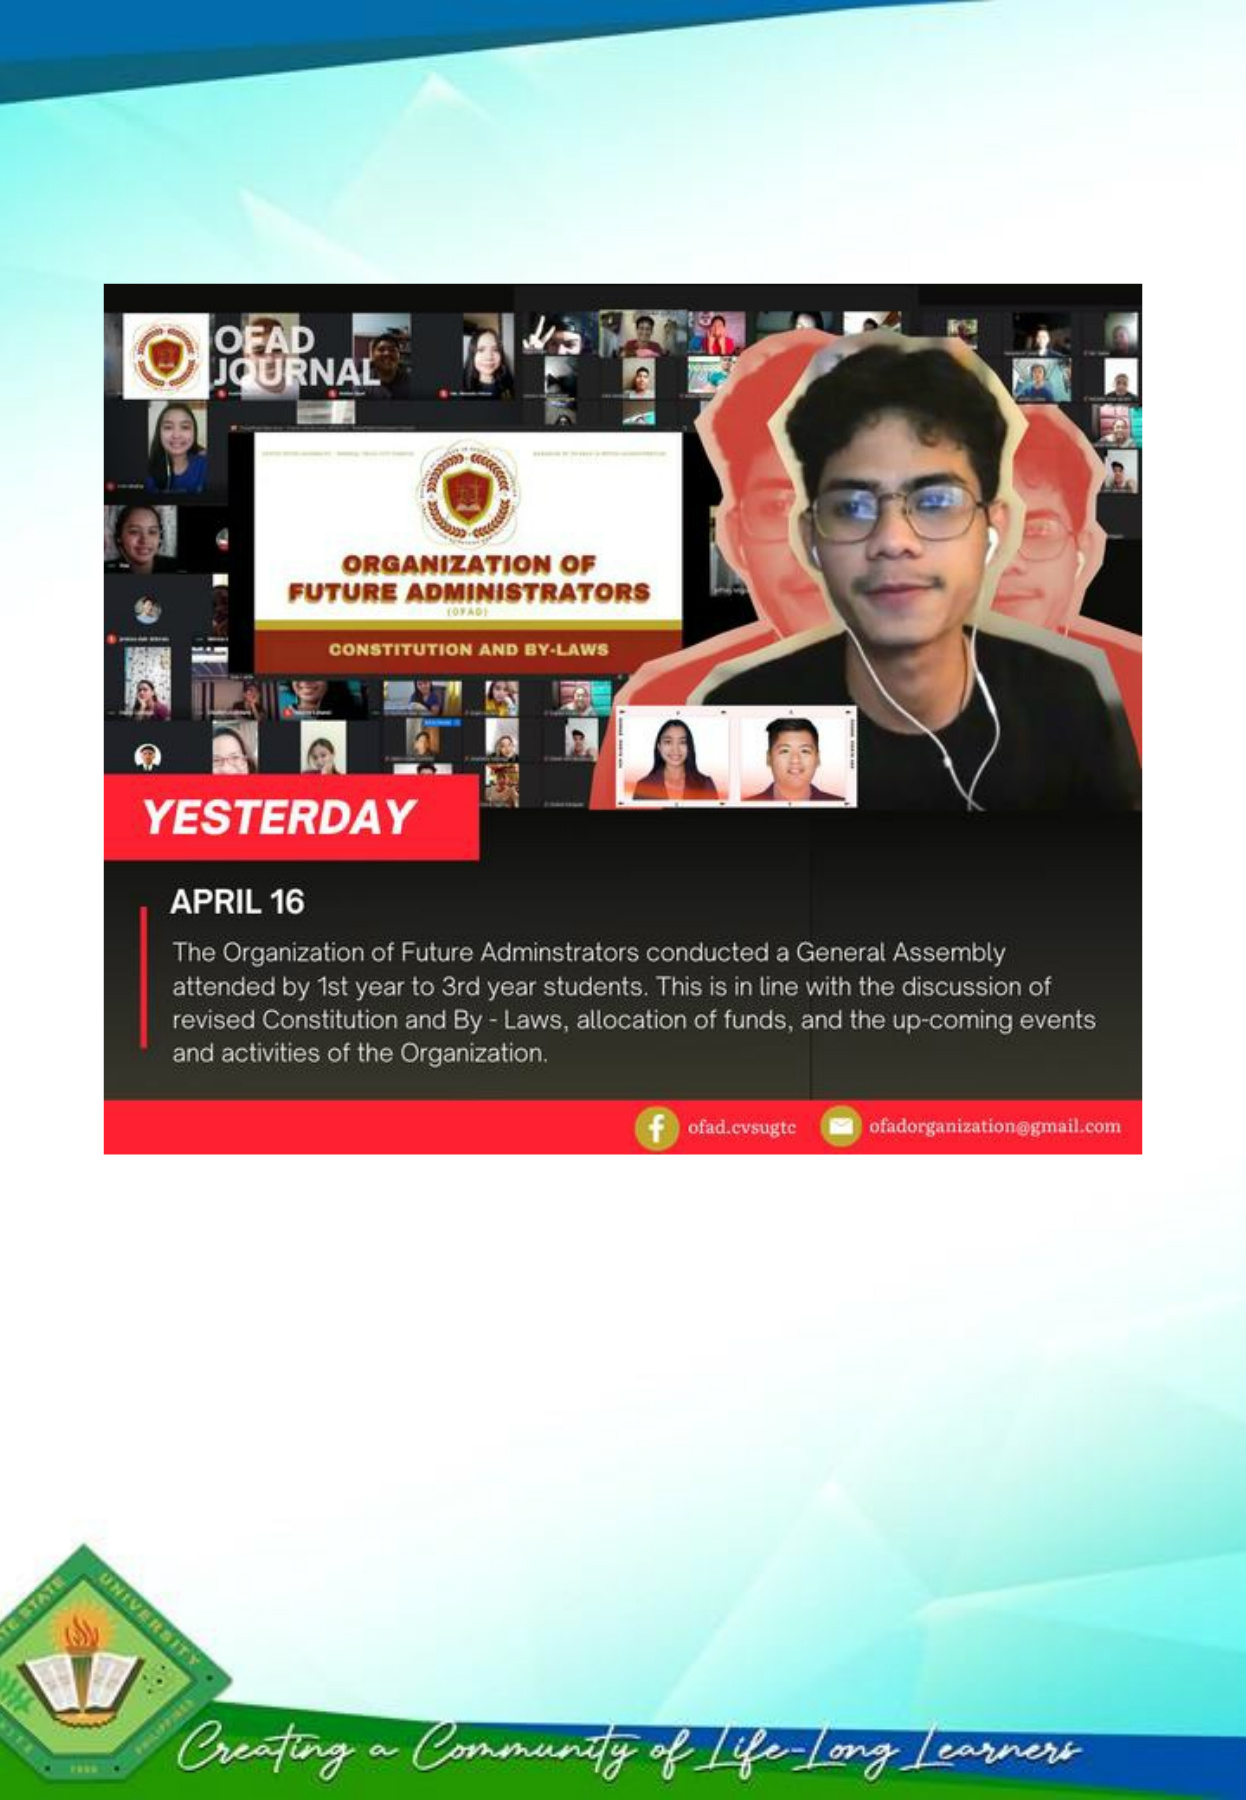 OFAD
JOURNAL
ORGANIZATION OF
FUTURE ADMINISTRATORS
(OFAD)
CONSTITUTION AND BY-LAWS
YESTERDAY
APRIL 16
The Organization of Future Adminstrators conducted a General Assembly
attended by 1st year to 3rd year students. This is in line with the discussion of
revised Constitution and By - Laws, allocation of funds, and the up-coming events
and activities of the Organization.
ofad.cvsugtc
ofadorganization@gmail.com
STATE UNIVERSITY
PHILIPPINES
Creating a Community of Life-Long Learners